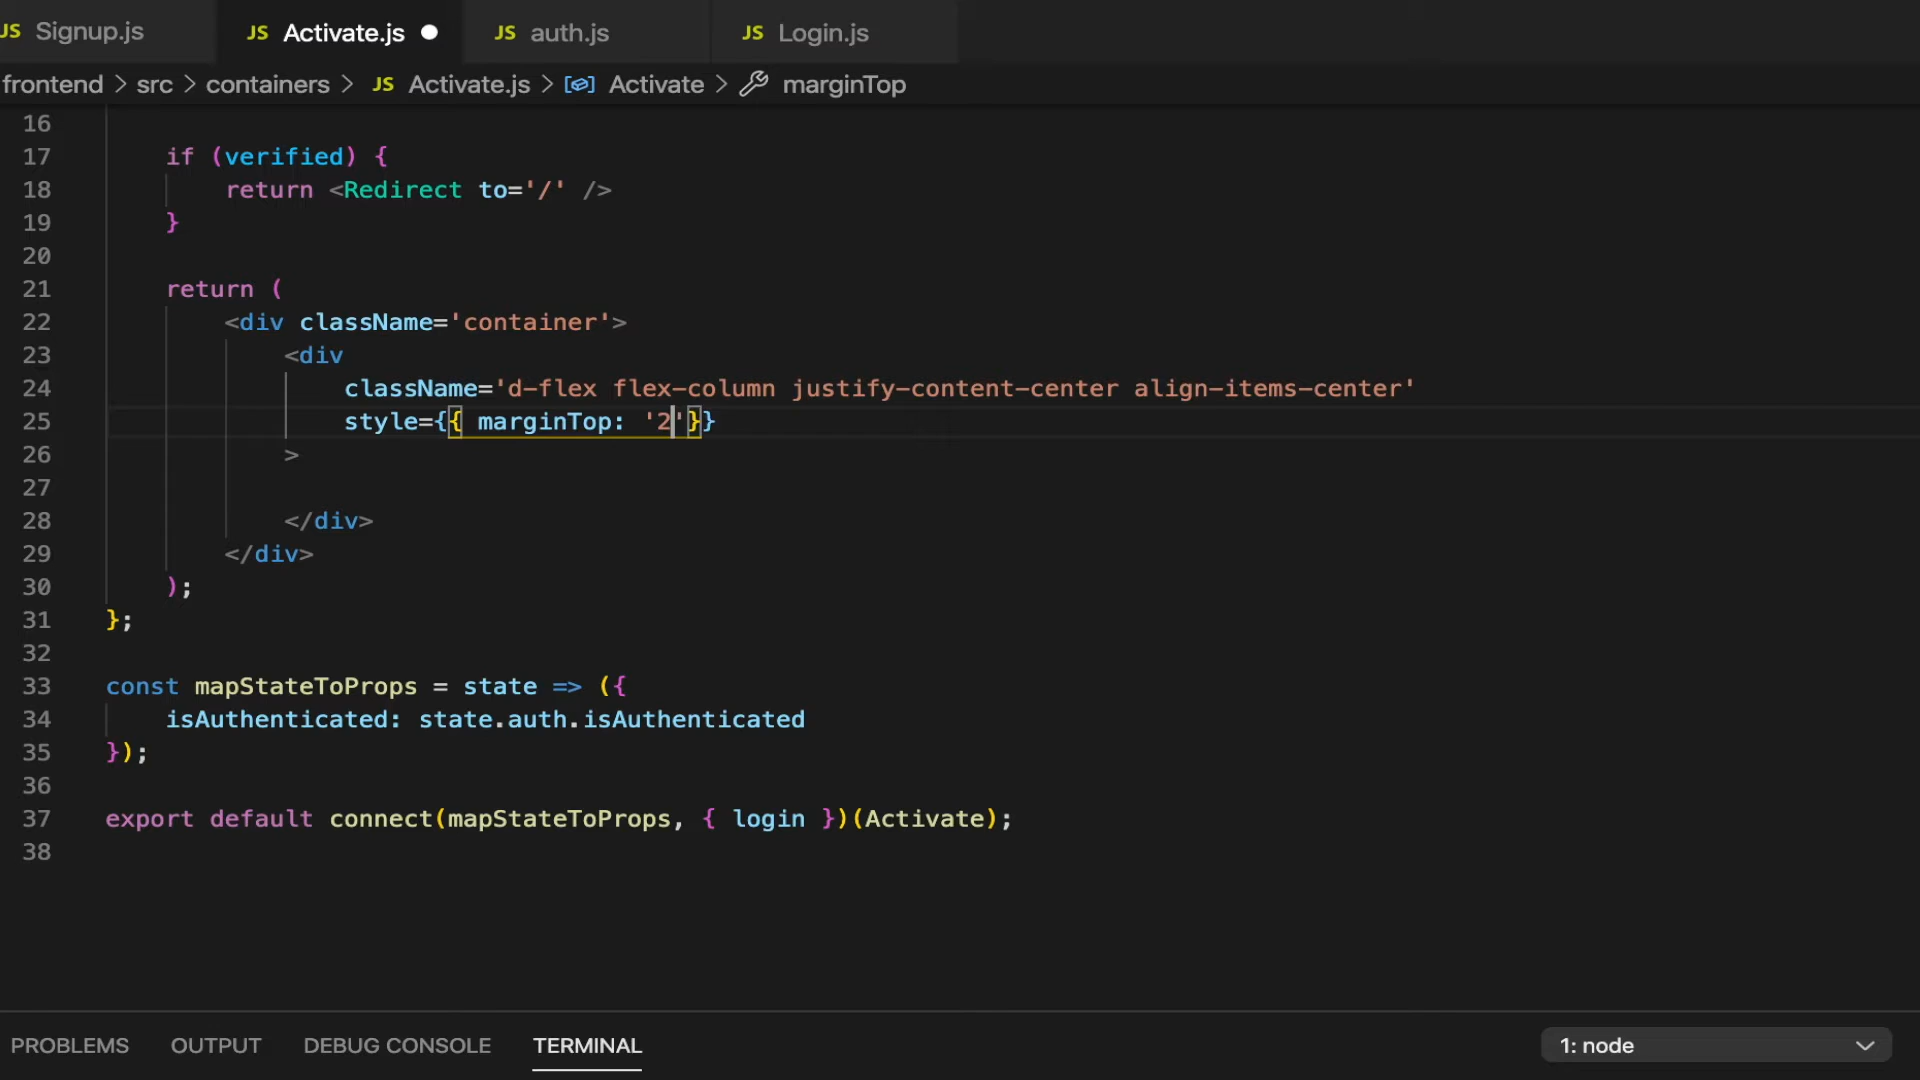 JS Signup.js
JS Activate.js
JS auth.js
JS Login.js
frontend > src > containers > JS Activate.js > Activate > marginTop
16
17 if (verified) {
18 return <Redirect to='/' />
19 }
20
21 return (
22 <div className='container'>
23 <div
24 className='d-flex flex-column justify-content-center align-items-center'
25 style={{ marginTop: '2'}}
26 >
27
28 </div>
29 </div>
30 );
31 };
32
33 const mapStateToProps = state => ({
34 isAuthenticated: state.auth.isAuthenticated
35 });
36
37 export default connect(mapStateToProps, { login })(Activate);
38
PROBLEMS OUTPUT DEBUG CONSOLE TERMINAL 1: node